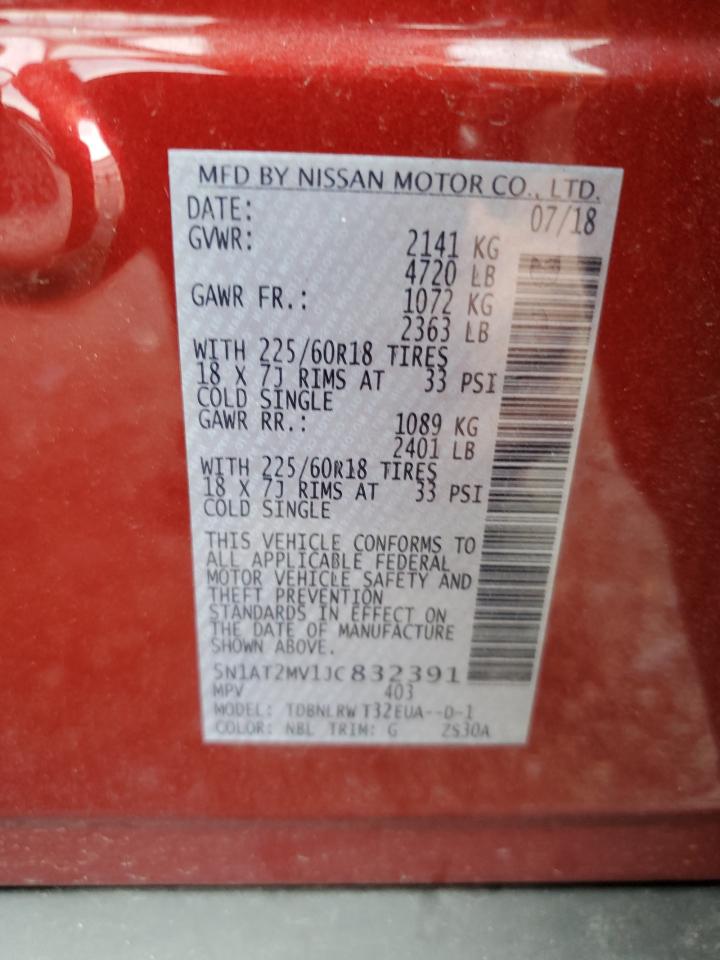 MFD BY NISSAN MOTOR CO., LTD.
DATE: 07/18
GVWR: 2141 KG
4720 LB
GAWR FR.: 1072 KG
2363 LB
WITH 225/60R18 TIRES
18 X 7J RIMS AT 33 PSI
COLD SINGLE
GAWR RR.: 1089 KG
2401 LB
WITH 225/60R18 TIRES
18 X 7J RIMS AT 33 PSI
COLD SINGLE
THIS VEHICLE CONFORMS TO
ALL APPLICABLE FEDERAL
MOTOR VEHICLE SAFETY AND
THEFT PREVENTION
STANDARDS IN EFFECT ON
THE DATE OF MANUFACTURE
SHOWN ABOVE.
5N1AT2MV1JC832391
MPV 403
MODEL: TDBNLRW T32EUA--D-1
COLOR: NBL TRIM: G ZS30A